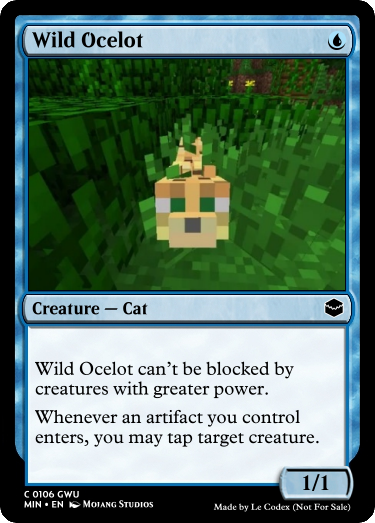 Wild Ocelot
Creature — Cat
Wild Ocelot can't be blocked by
creatures with greater power.
Whenever an artifact you control
enters, you may tap target creature.
1/1
C 0106 GWU
MIN • EN Mojang Studios
Made by Le Codex (Not For Sale)